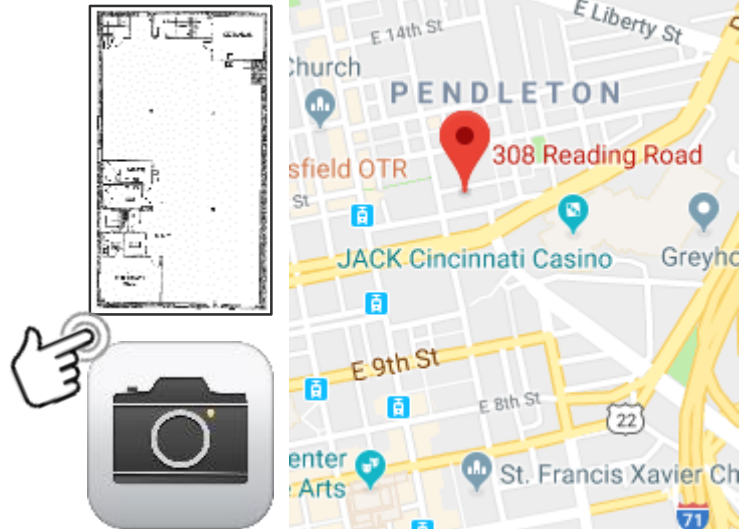 E Liberty St
E 14th St
Church
PENDLETON
308 Reading Road
sfield OTR
St
JACK Cincinnati Casino
Greyho
E 9th St
E 8th St
22
enter
Arts
St. Francis Xavier Ch
71